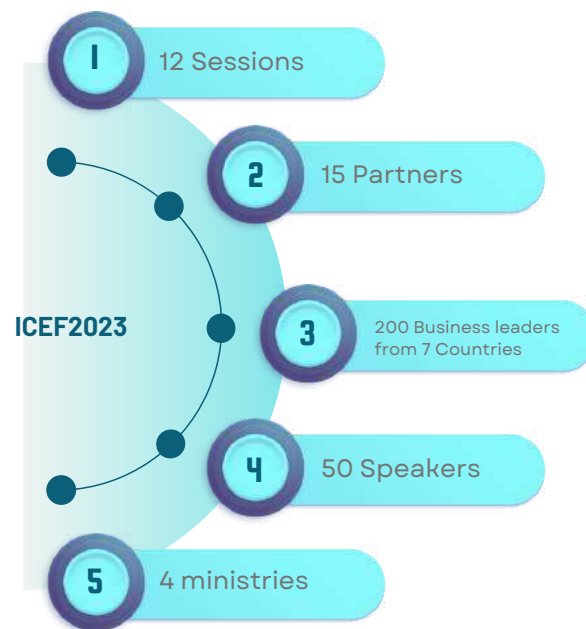 1
12 Sessions
2
15 Partners
ICEF2023
3
200 Business leaders
from 7 Countries
4
50 Speakers
5
4 ministries